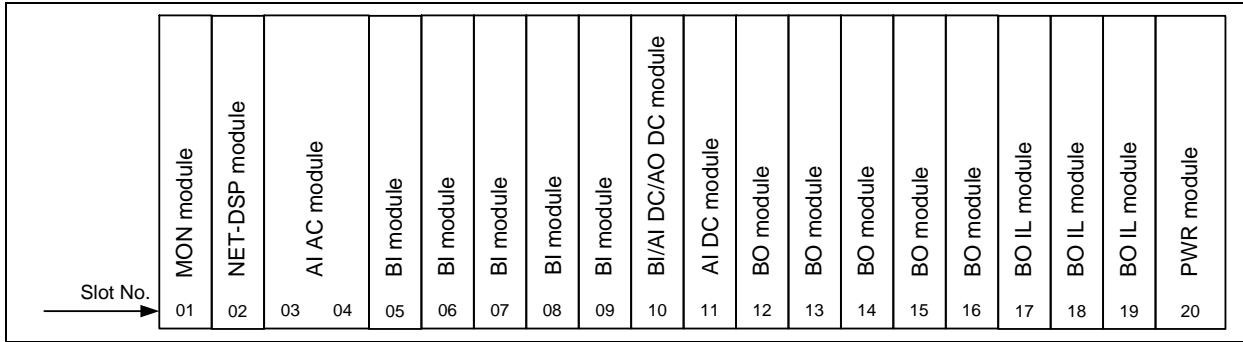 MON module
NET-DSP module
AI AC module
BI module
BI module
BI module
BI module
BI module
BI/AI DC/AO DC module
AI DC module
BO module
BO module
BO module
BO module
BO module
BO IL module
BO IL module
BO IL module
PWR module
Slot No.
01 02 03 04 05 06 07 08 09 10 11 12 13 14 15 16 17 18 19 20